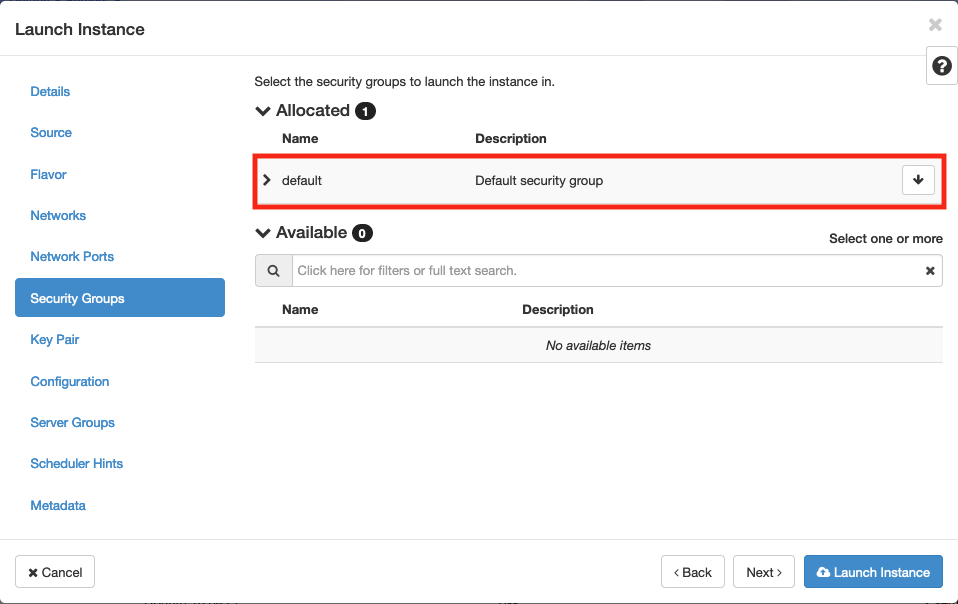 Launch Instance
Details
Source
Flavor
Networks
Network Ports
Security Groups
Key Pair
Configuration
Server Groups
Scheduler Hints
Metadata
Select the security groups to launch the instance in.
Allocated 1
Name Description
default Default security group
Available 0
Select one or more
Click here for filters or full text search.
Name Description
No available items
Cancel
Back
Next
Launch Instance